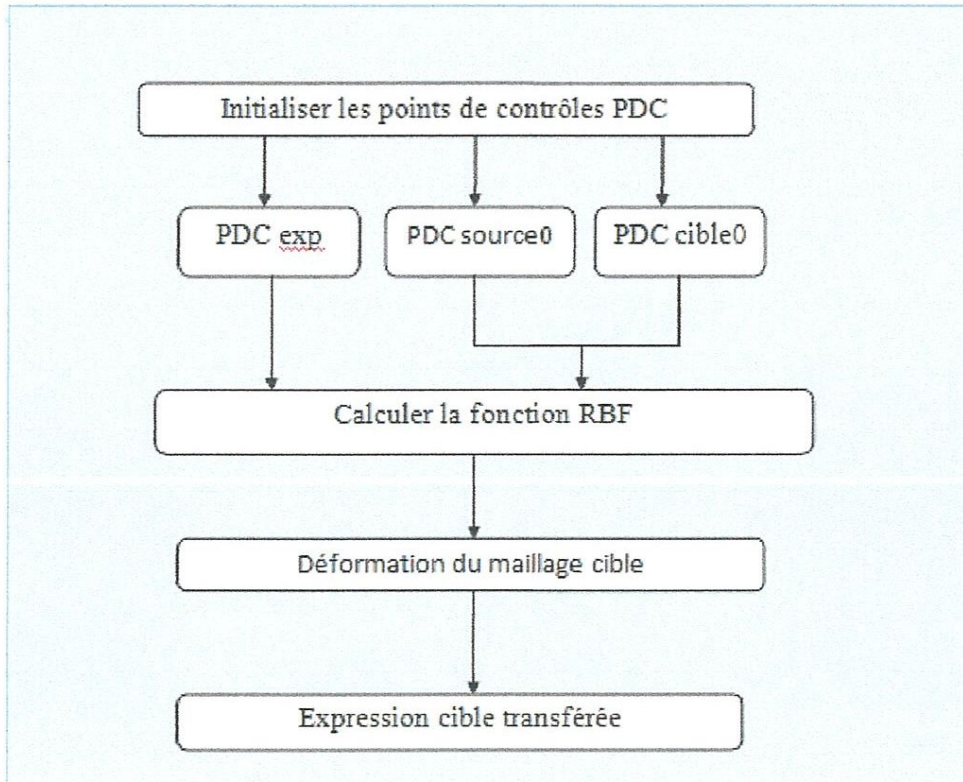 Initialiser les points de contrôles PDC
PDC exp
PDC source0
PDC cible0
Calculer la fonction RBF
Déformation du maillage cible
Expression cible transférée